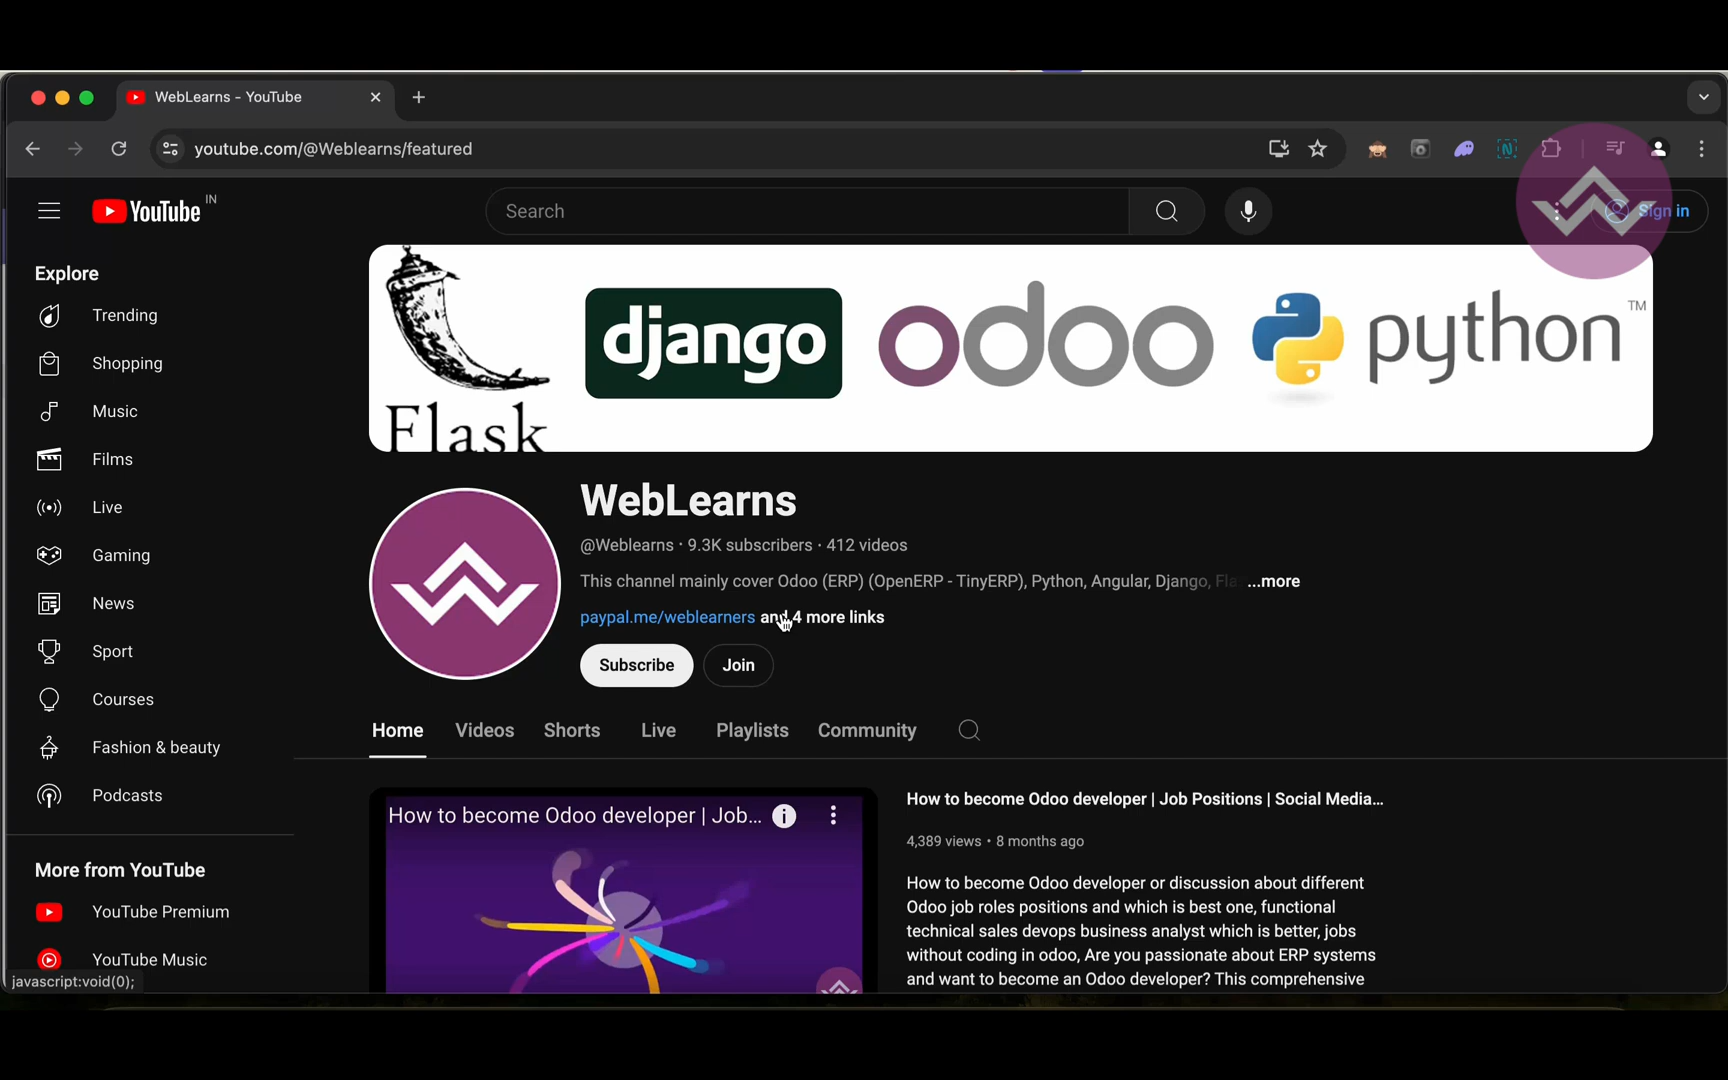 WebLearns - YouTube
youtube.com/@Weblearns/featured
YouTube IN
Search
Sign in
Explore
Trending
Shopping
Music
Films
Live
Gaming
News
Sport
Courses
Fashion & beauty
Podcasts
More from YouTube
YouTube Premium
YouTube Music
javascript:void(0);
Flask
django
odoo
python TM
WebLearns
@Weblearns · 9.3K subscribers · 412 videos
This channel mainly cover Odoo (ERP) (OpenERP - TinyERP), Python, Angular, Django, ...more
paypal.me/weblearners and 4 more links
Subscribe Join
Home Videos Shorts Live Playlists Community
How to become Odoo developer | Job...
How to become Odoo developer | Job Positions | Social Media...
4,389 views • 8 months ago
How to become Odoo developer or discussion about different
Odoo job roles positions and which is best one, functional
technical sales devops business analyst which is better, jobs
without coding in odoo, Are you passionate about ERP systems
and want to become an Odoo developer? This comprehensive